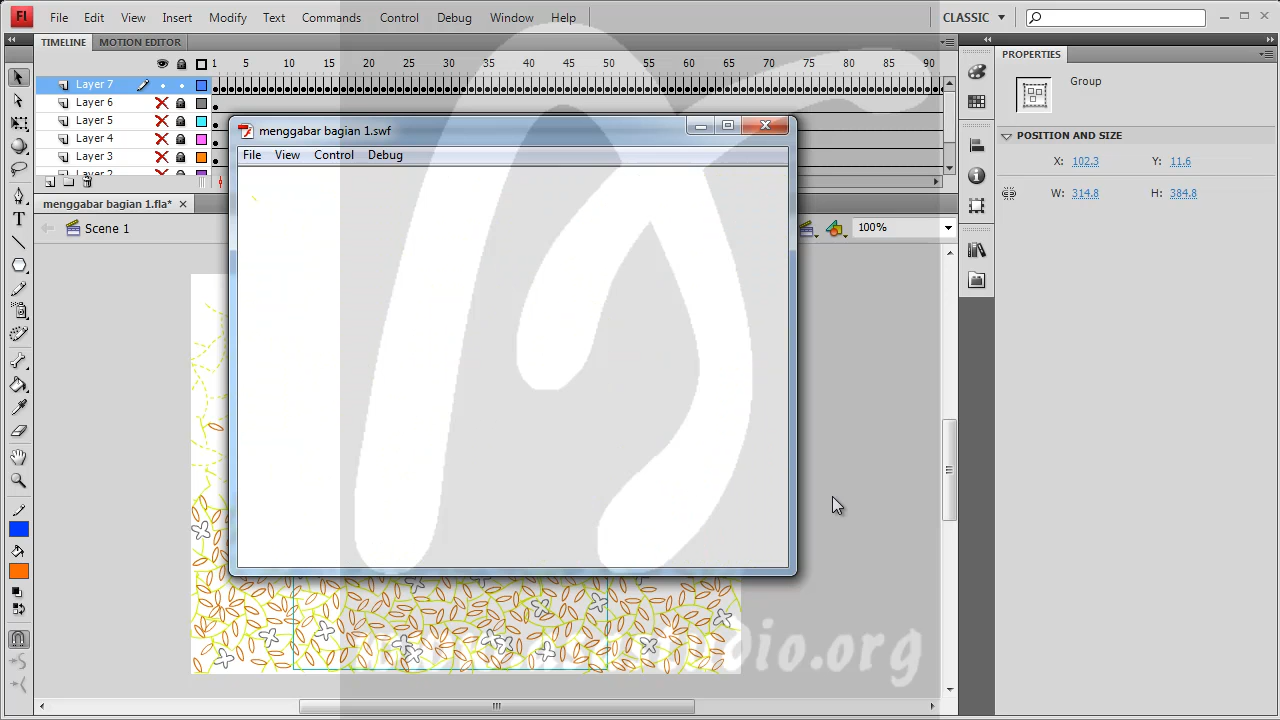 Fl File Edit View Insert Modify Text Commands Control Debug Window Help CLASSIC
TIMELINE MOTION EDITOR
PROPERTIES
1 5 10 15 20 25 30 35 40 45 50 55 60 65 70 75 80 85 90
Layer 7
Layer 6
Layer 5
Layer 4
Layer 3
Layer 2
Group
POSITION AND SIZE
X: 102.3 Y: 11.6
W: 314.8 H: 384.8
menggabar bagian 1.swf
File View Control Debug
menggabar bagian 1.fla*
Scene 1
100%